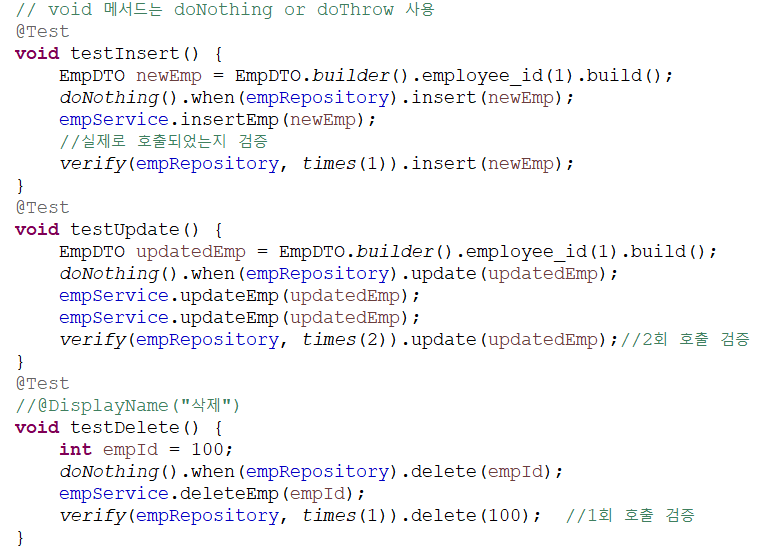 // void 메서드는 doNothing or doThrow 사용
@Test
void testInsert() {
EmpDTO newEmp = EmpDTO.builder().employee_id(1).build();
doNothing().when(empRepository).insert(newEmp);
empService.insertEmp(newEmp);
//실제로 호출되었는지 검증
verify(empRepository, times(1)).insert(newEmp);
}
@Test
void testUpdate() {
EmpDTO updatedEmp = EmpDTO.builder().employee_id(1).build();
doNothing().when(empRepository).update(updatedEmp);
empService.updateEmp(updatedEmp);
empService.updateEmp(updatedEmp);
verify(empRepository, times(2)).update(updatedEmp);//2회 호출 검증
}
@Test
//@DisplayName("삭제")
void testDelete() {
int empId = 100;
doNothing().when(empRepository).delete(empId);
empService.deleteEmp(empId);
verify(empRepository, times(1)).delete(100);  //1회 호출 검증
}